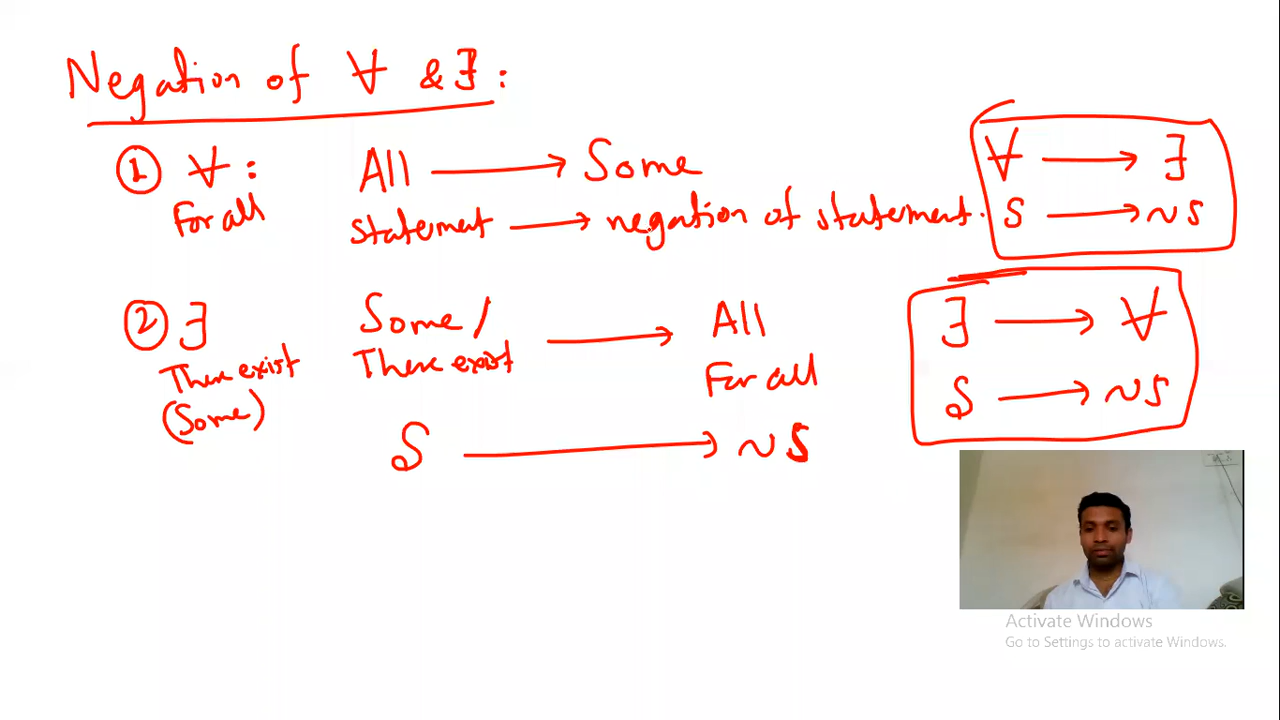 Negation of ∀ & ∃ :
① ∀ : All ⟶ Some
For all statement ⟶ negation of statement.
∀ ⟶ ∃
S ⟶ ~S
② ∃ Some / There exist ⟶ All For all
There exist
(Some)
S ⟶ ~S
∃ ⟶ ∀
S ⟶ ~S
Activate Windows
Go to Settings to activate Windows.